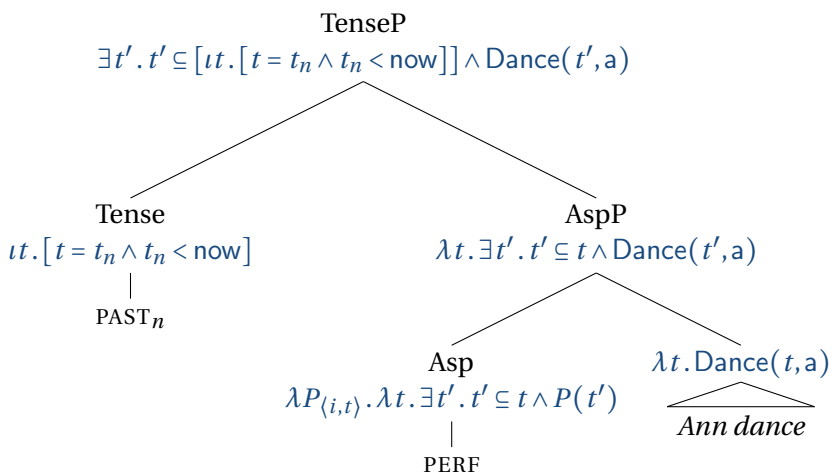 TenseP
∃t′. t′ ⊆ [ιt.[t = tₙ ∧ tₙ < now]] ∧ Dance(t′,a)
Tense
ιt.[t = tₙ ∧ tₙ < now]
PASTₙ
AspP
λt.∃t′. t′ ⊆ t ∧ Dance(t′,a)
Asp
λP⟨i,t⟩. λt.∃t′. t′ ⊆ t ∧ P(t′)
PERF
λt.Dance(t,a)
Ann dance